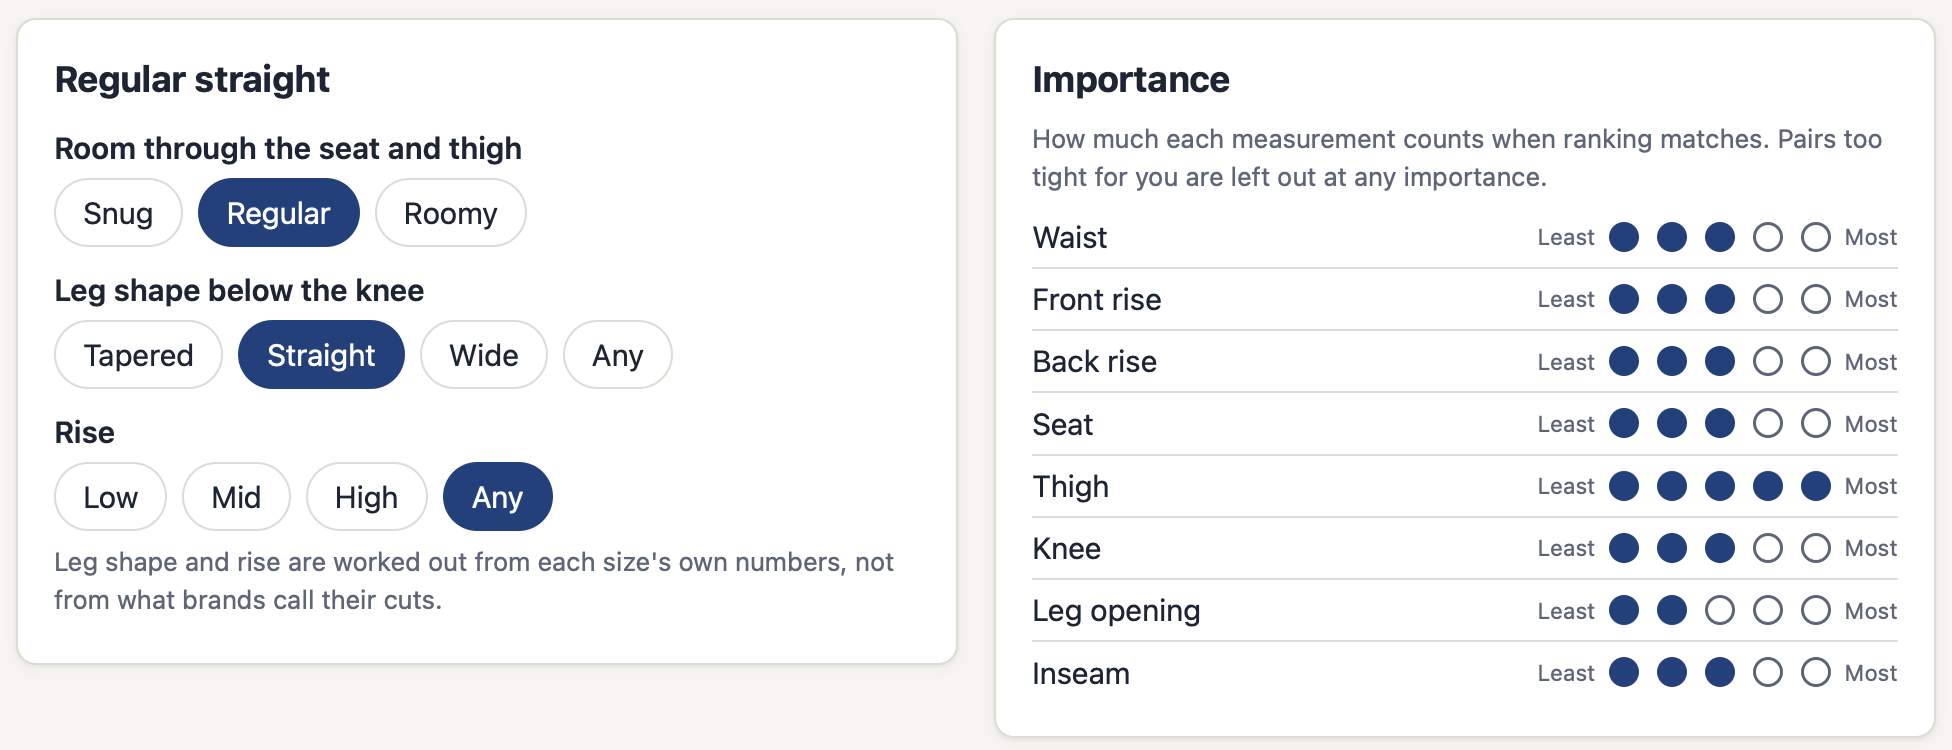 Regular straight
Room through the seat and thigh
Snug Regular Roomy
Leg shape below the knee
Tapered Straight Wide Any
Rise
Low Mid High Any
Leg shape and rise are worked out from each size's own numbers, not
from what brands call their cuts.
Importance
How much each measurement counts when ranking matches. Pairs too
tight for you are left out at any importance.
Waist Least Most
Front rise Least Most
Back rise Least Most
Seat Least Most
Thigh Least Most
Knee Least Most
Leg opening Least Most
Inseam Least Most